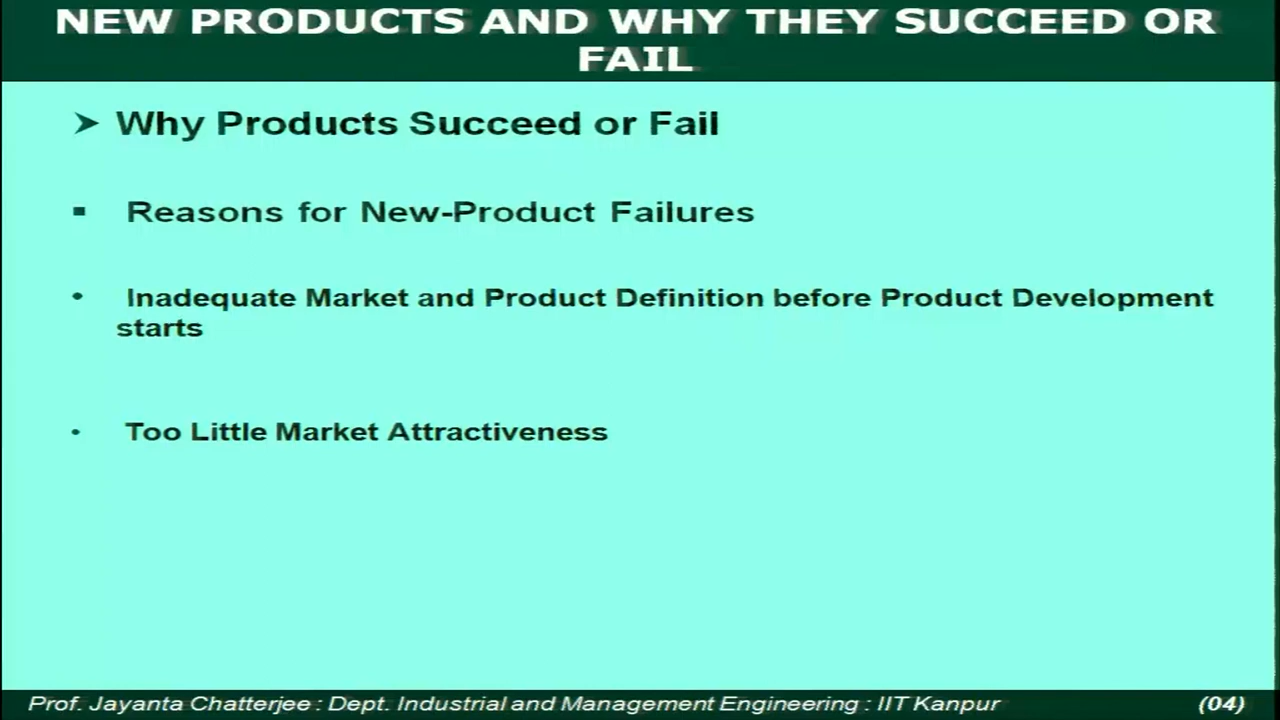 NEW PRODUCTS AND WHY THEY SUCCEED OR
FAIL
➤ Why Products Succeed or Fail
▪ Reasons for New-Product Failures
• Inadequate Market and Product Definition before Product Development
starts
• Too Little Market Attractiveness
Prof. Jayanta Chatterjee : Dept. Industrial and Management Engineering : IIT Kanpur (04)